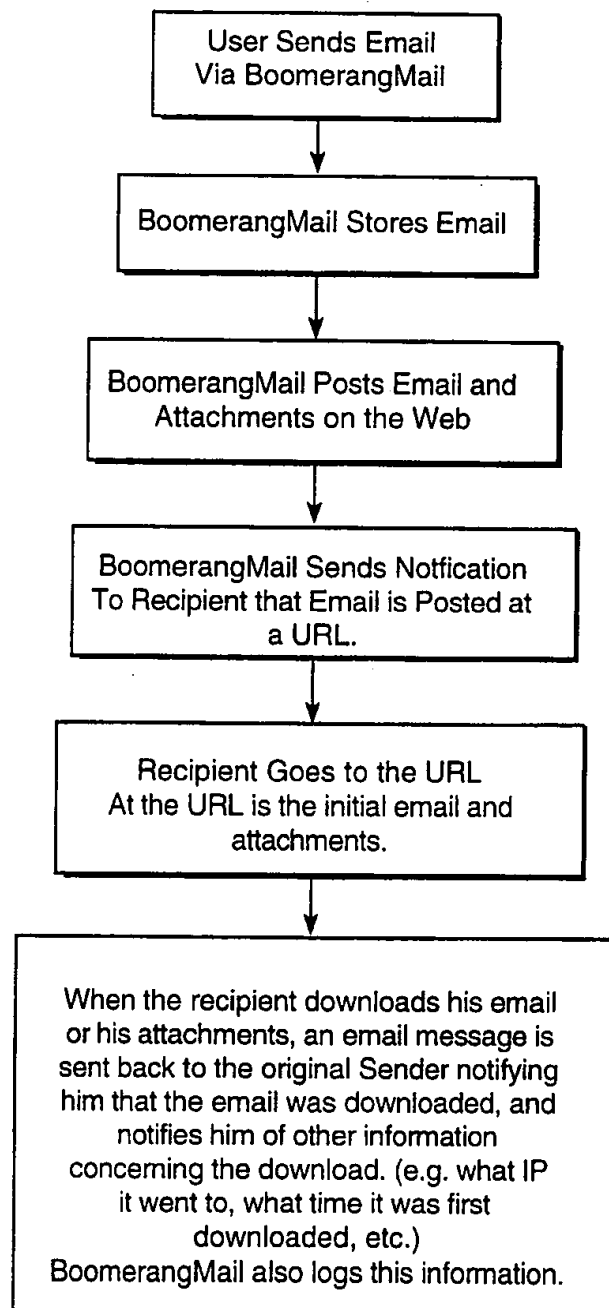 User Sends Email
Via BoomerangMail
BoomerangMail Stores Email
BoomerangMail Posts Email and
Attachments on the Web
BoomerangMail Sends Notfication
To Recipient that Email is Posted at
a URL.
Recipient Goes to the URL
At the URL is the initial email and
attachments.
When the recipient downloads his email
or his attachments, an email message is
sent back to the original Sender notifying
him that the email was downloaded, and
notifies him of other information
concerning the download. (e.g. what IP
it went to, what time it was first
downloaded, etc.)
BoomerangMail also logs this information.